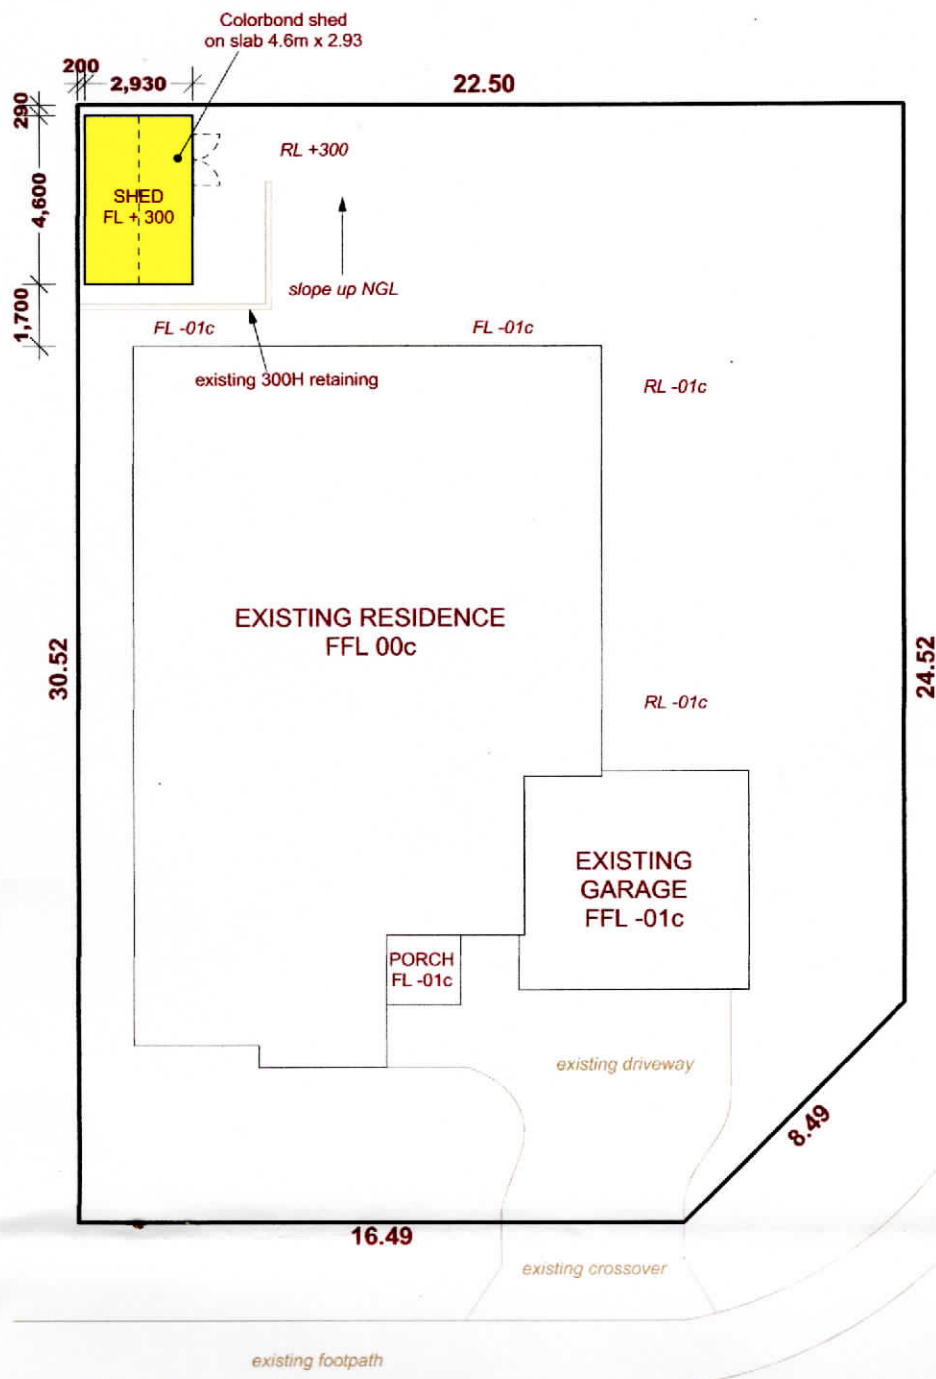 Colorbond shed
on slab 4.6m x 2.93
200
2,930
22.50
290
RL +300
4,600
SHED
FL + 300
slope up NGL
1,700
FL -01c
FL -01c
existing 300H retaining
RL -01c
EXISTING RESIDENCE
FFL 00c
30.52
24.52
RL -01c
EXISTING
GARAGE
FFL -01c
PORCH
FL -01c
existing driveway
8.49
16.49
existing crossover
existing footpath